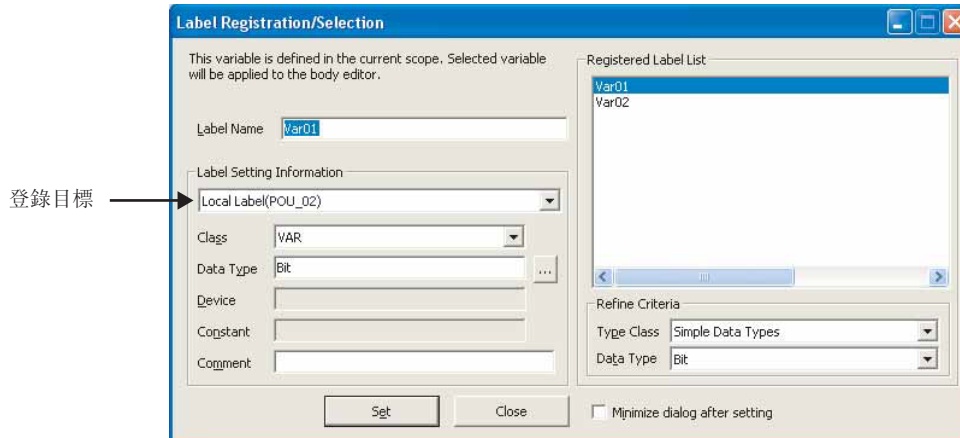 Label Registration/Selection
This variable is defined in the current scope. Selected variable
will be applied to the body editor.
Label Name
Var01
Label Setting Information
登錄目標
Local Label(POU_02)
Class
VAR
Data Type
Bit
...
Device
Constant
Comment
Set
Close
Registered Label List
Var01
Var02
Refine Criteria
Type Class
Simple Data Types
Data Type
Bit
Minimize dialog after setting